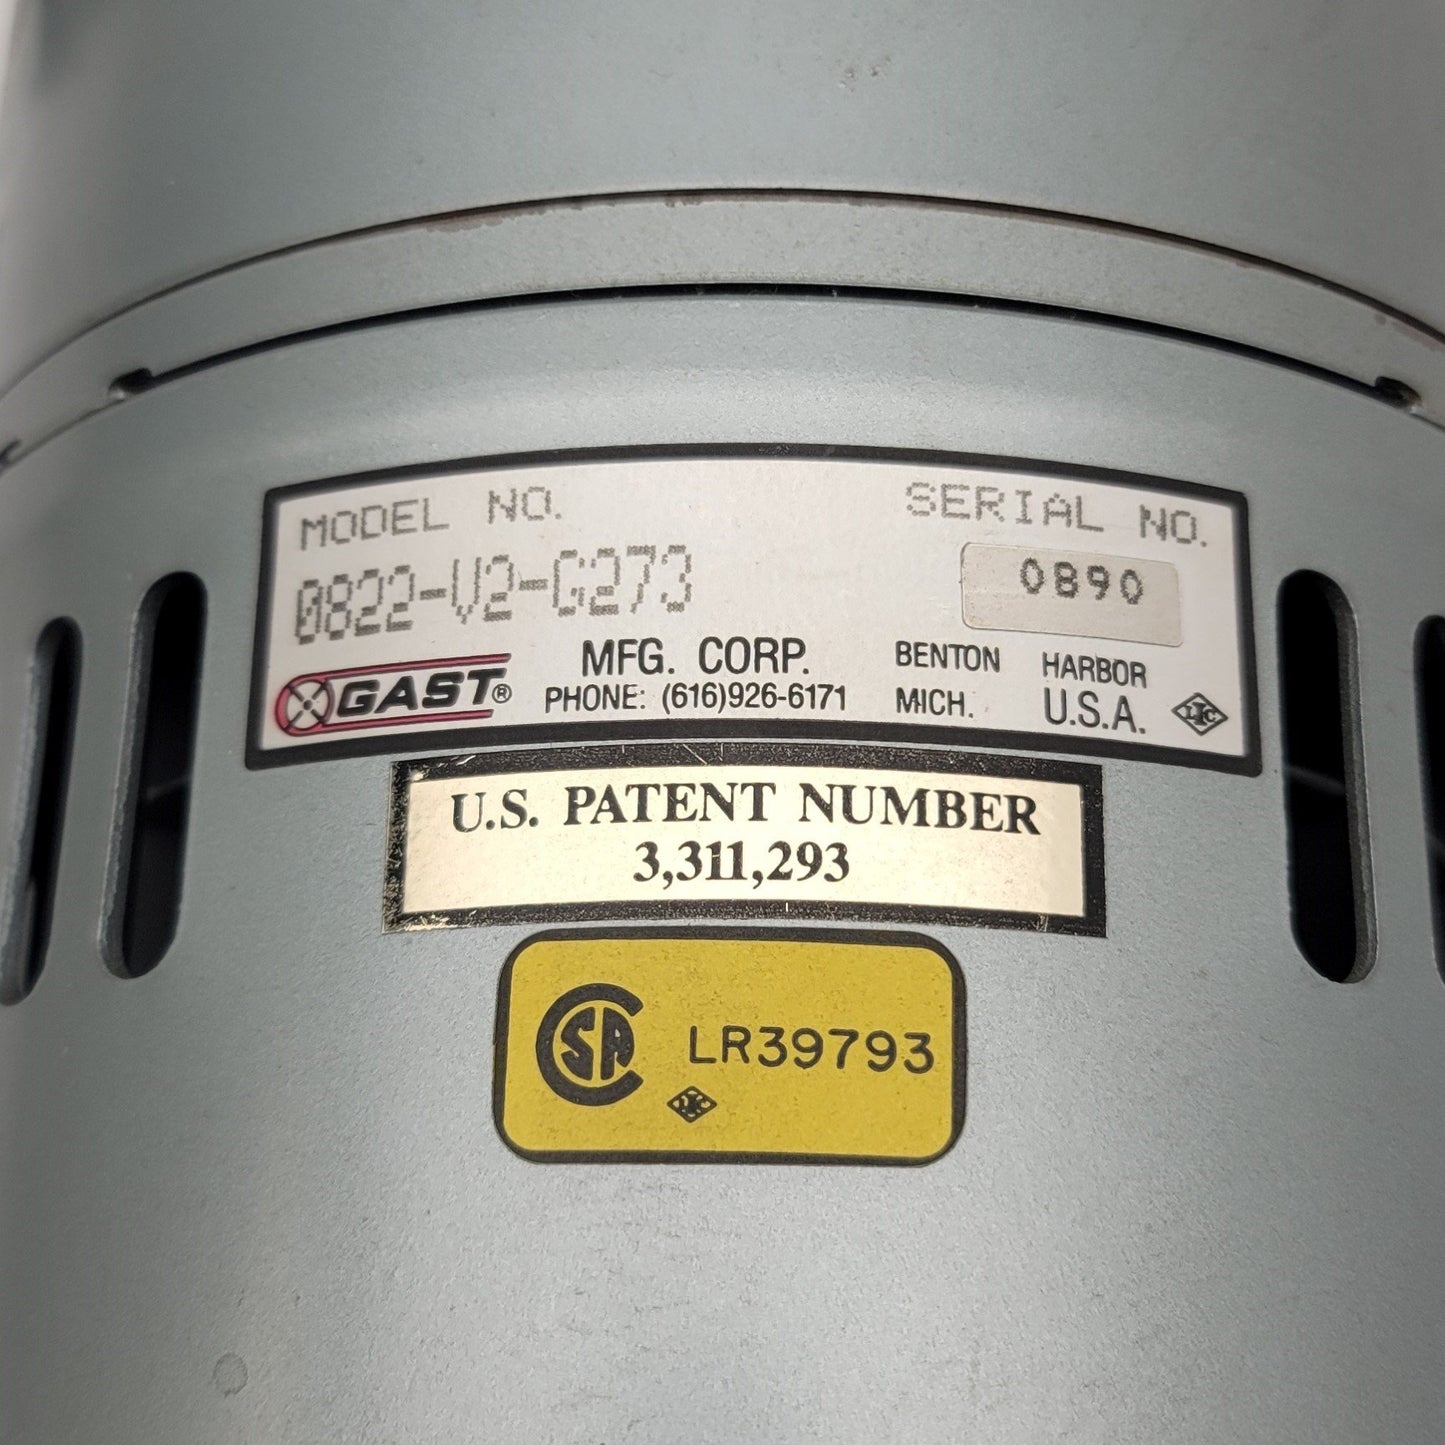 MODEL NO.
SERIAL NO.
0822-V2-G273
0890
GAST®
MFG. CORP.
PHONE: (616)926-6171
BENTON HARBOR
MICH. U.S.A.
U.S. PATENT NUMBER
3,311,293
CSA LR39793